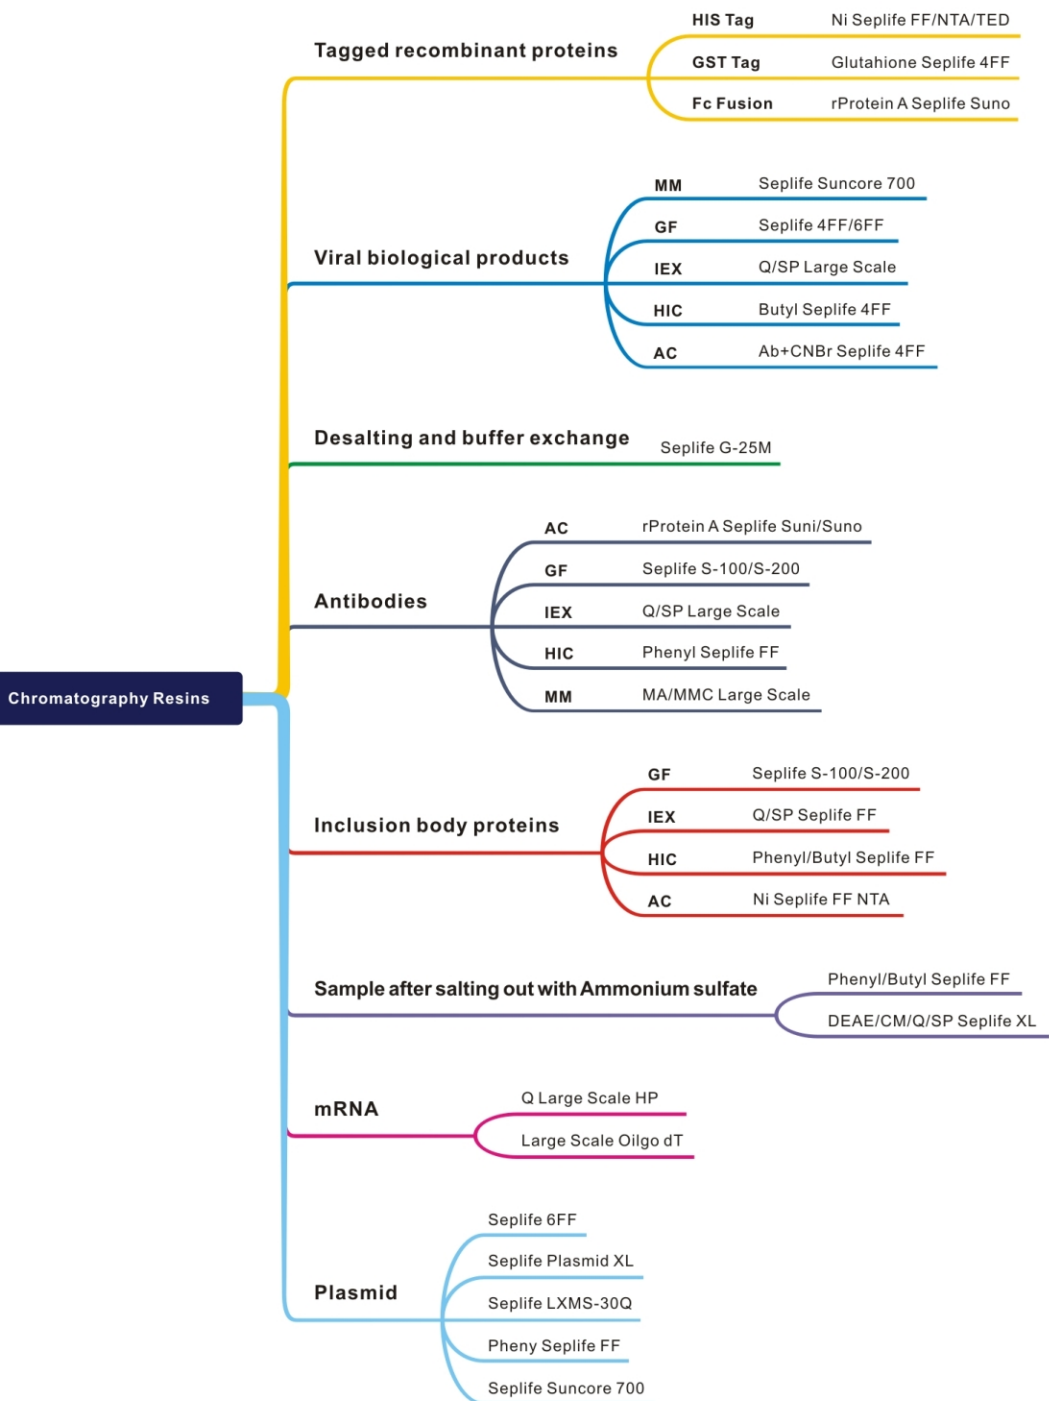 HIS Tag Ni Seplife FF/NTA/TED
Tagged recombinant proteins
GST Tag Glutahione Seplife 4FF
Fc Fusion rProtein A Seplife Suno
MM Seplife Suncore 700
GF Seplife 4FF/6FF
Viral biological products
IEX Q/SP Large Scale
HIC Butyl Seplife 4FF
AC Ab+CNBr Seplife 4FF
Desalting and buffer exchange Seplife G-25M
AC rProtein A Seplife Suni/Suno
GF Seplife S-100/S-200
Antibodies
IEX Q/SP Large Scale
HIC Phenyl Seplife FF
MM MA/MMC Large Scale
Chromatography Resins
GF Seplife S-100/S-200
IEX Q/SP Seplife FF
Inclusion body proteins
HIC Phenyl/Butyl Seplife FF
AC Ni Seplife FF NTA
Sample after salting out with Ammonium sulfate
Phenyl/Butyl Seplife FF
DEAE/CM/Q/SP Seplife XL
mRNA
Q Large Scale HP
Large Scale Oilgo dT
Plasmid
Seplife 6FF
Seplife Plasmid XL
Seplife LXMS-30Q
Pheny Seplife FF
Seplife Suncore 700